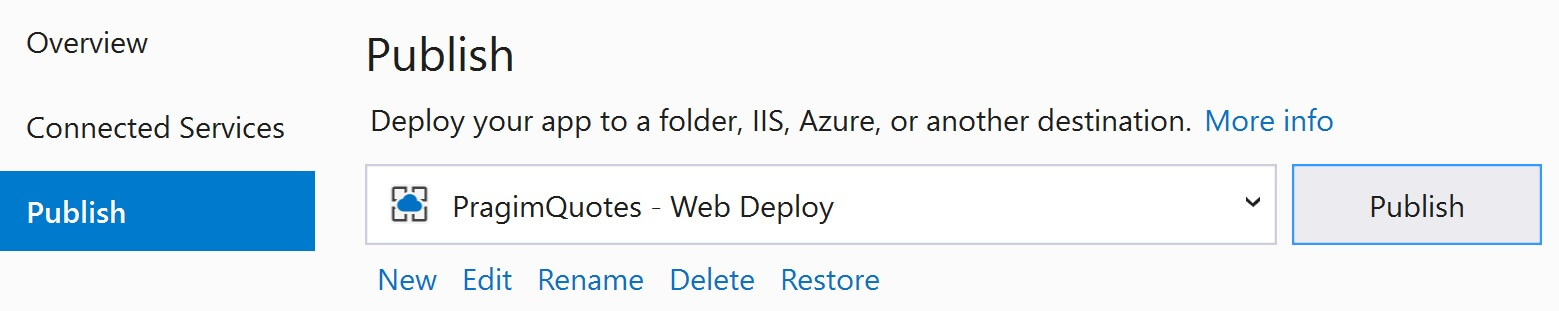 Overview
Connected Services
Publish
Publish
Deploy your app to a folder, IIS, Azure, or another destination. More info
PragimQuotes - Web Deploy
Publish
New Edit Rename Delete Restore